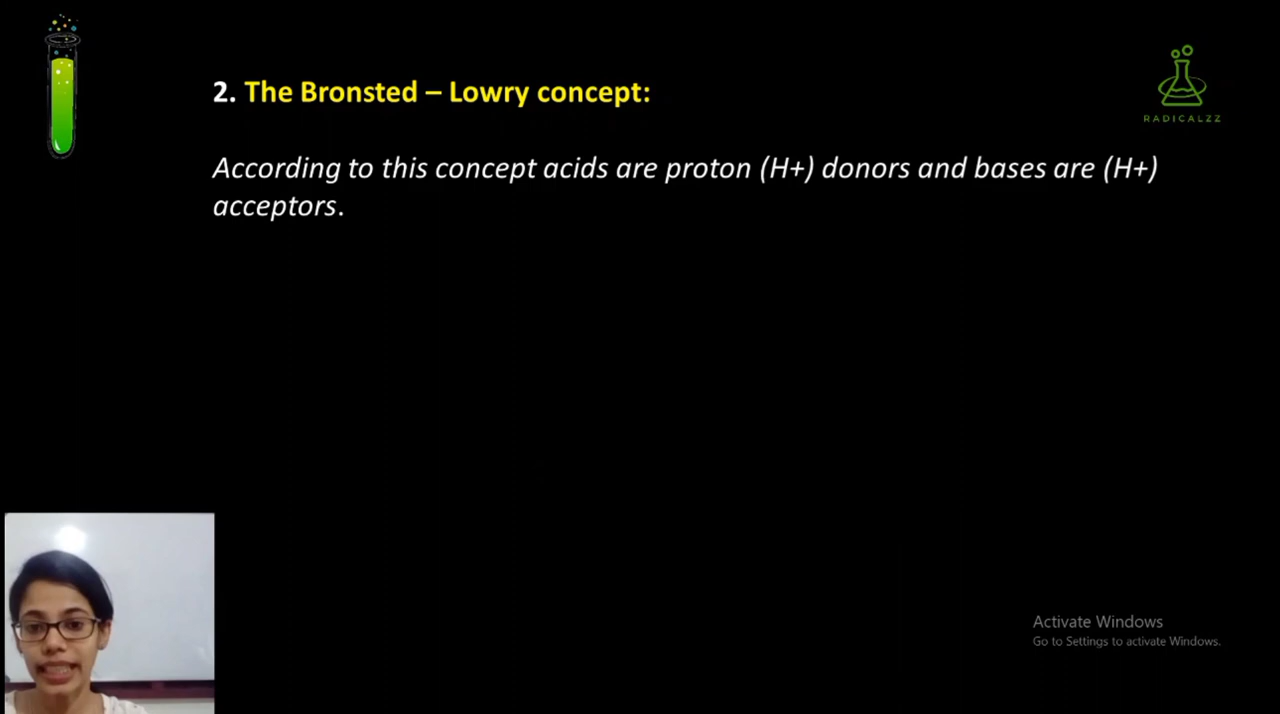 2. The Bronsted – Lowry concept:
RADICALZZ
According to this concept acids are proton (H+) donors and bases are (H+)
acceptors.
Activate Windows
Go to Settings to activate Windows.